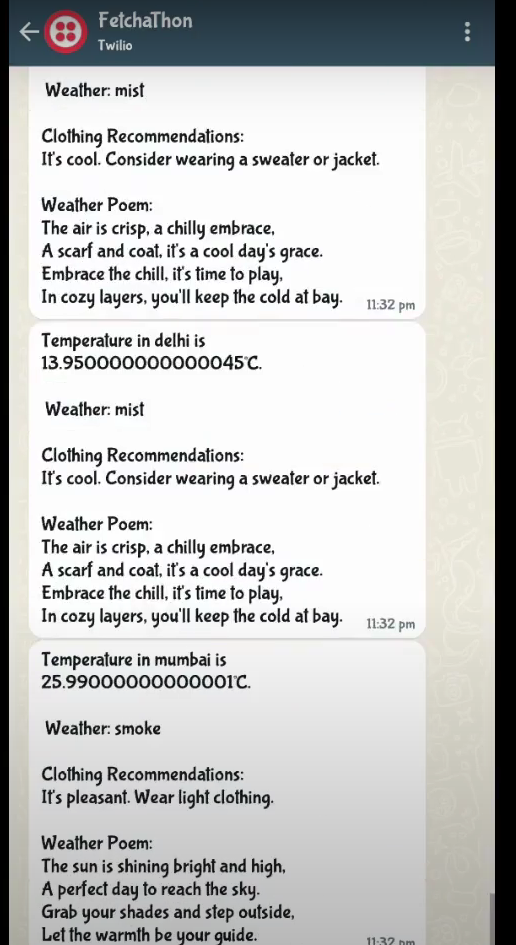 FetchaThon
Twilio
Weather: mist
Clothing Recommendations:
It's cool. Consider wearing a sweater or jacket.
Weather Poem:
The air is crisp, a chilly embrace,
A scarf and coat, it's a cool day's grace.
Embrace the chill, it's time to play,
In cozy layers, you'll keep the cold at bay.
11:32 pm
Temperature in delhi is
13.950000000000045°C.
Weather: mist
Clothing Recommendations:
It's cool. Consider wearing a sweater or jacket.
Weather Poem:
The air is crisp, a chilly embrace,
A scarf and coat, it's a cool day's grace.
Embrace the chill, it's time to play,
In cozy layers, you'll keep the cold at bay.
11:32 pm
Temperature in mumbai is
25.99000000000001°C.
Weather: smoke
Clothing Recommendations:
It's pleasant. Wear light clothing.
Weather Poem:
The sun is shining bright and high,
A perfect day to reach the sky.
Grab your shades and step outside,
Let the warmth be your guide.
11:32 pm